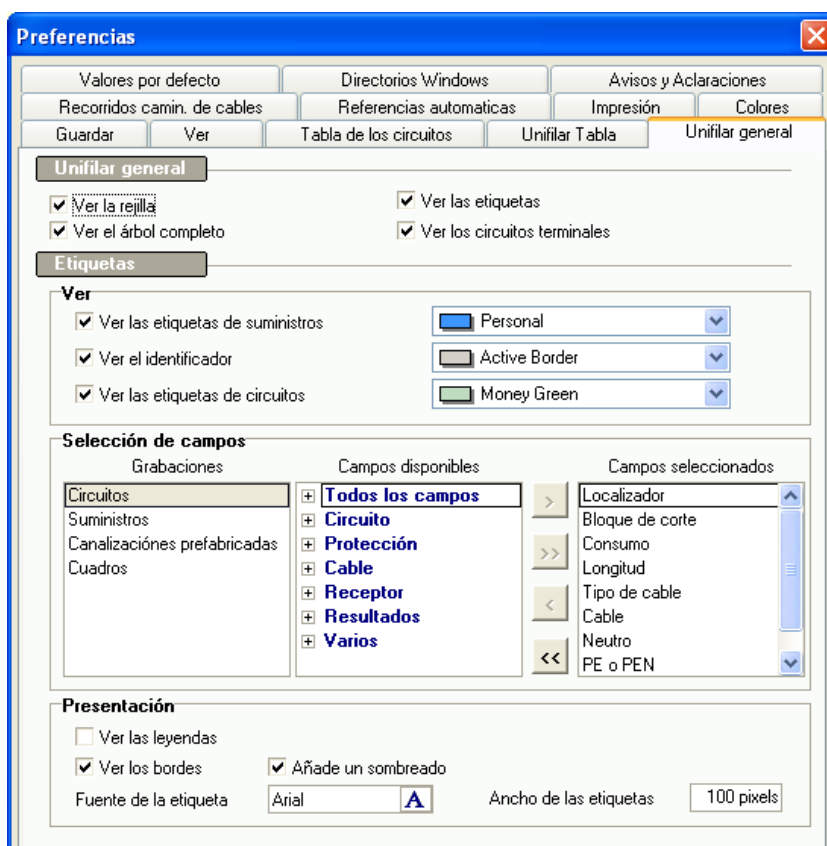 Preferencias
Valores por defecto Directorios Windows Avisos y Aclaraciones
Recorridos camin. de cables Referencias automaticas Impresión Colores
Guardar Ver Tabla de los circuitos Unifilar Tabla Unifilar general
Unifilar general
Ver la rejilla Ver las etiquetas
Ver el árbol completo Ver los circuitos terminales
Etiquetas
Ver
Ver las etiquetas de suministros Personal
Ver el identificador Active Border
Ver las etiquetas de circuitos Money Green
Selección de campos
Grabaciones Campos disponibles Campos seleccionados
Circuitos Todos los campos > Localizador
Suministros Circuito Bloque de corte
Canalizaciónes prefabricadas Protección >> Consumo
Cuadros Cable Longitud
Receptor < Tipo de cable
Resultados Cable
Varios << Neutro
PE o PEN
Presentación
Ver las leyendas
Ver los bordes Añade un sombreado
Fuente de la etiqueta Arial A Ancho de las etiquetas 100 pixels